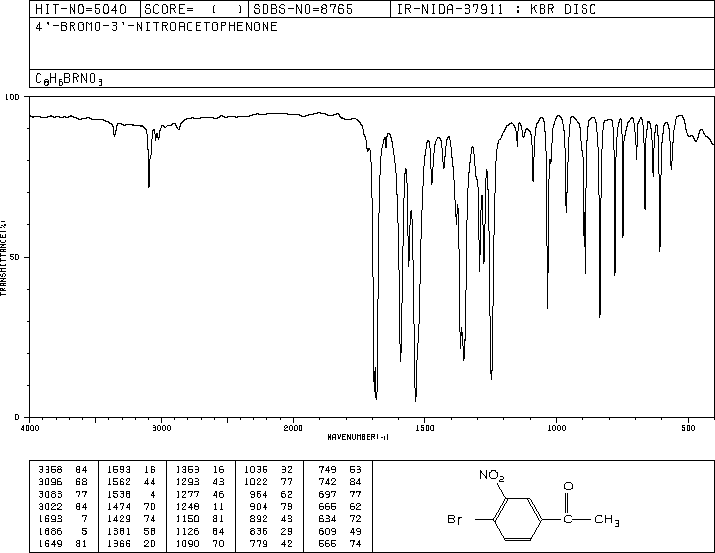 HIT-NO=5040 SCORE= ( ) SDBS-NO=8765 IR-NIDA-37911 : KBR DISC
4'-BROMO-3'-NITROACETOPHENONE
C8H6BRNO3
100
50
0
TRANSMITTANCE(%)
4000 3000 2000 1500 1000 500
WAVENUMBER(-1)
3358 84 1593 16 1353 16 1036 32 749 53
3096 68 1562 44 1293 43 1022 77 742 84
3083 77 1538 4 1277 46 964 62 697 77
3022 84 1474 70 1248 11 904 79 666 62
1693 7 1429 74 1150 81 892 43 634 72
1686 5 1381 58 1126 84 836 29 609 49
1649 81 1366 20 1090 70 779 42 566 74
NO2
O
Br
CH3